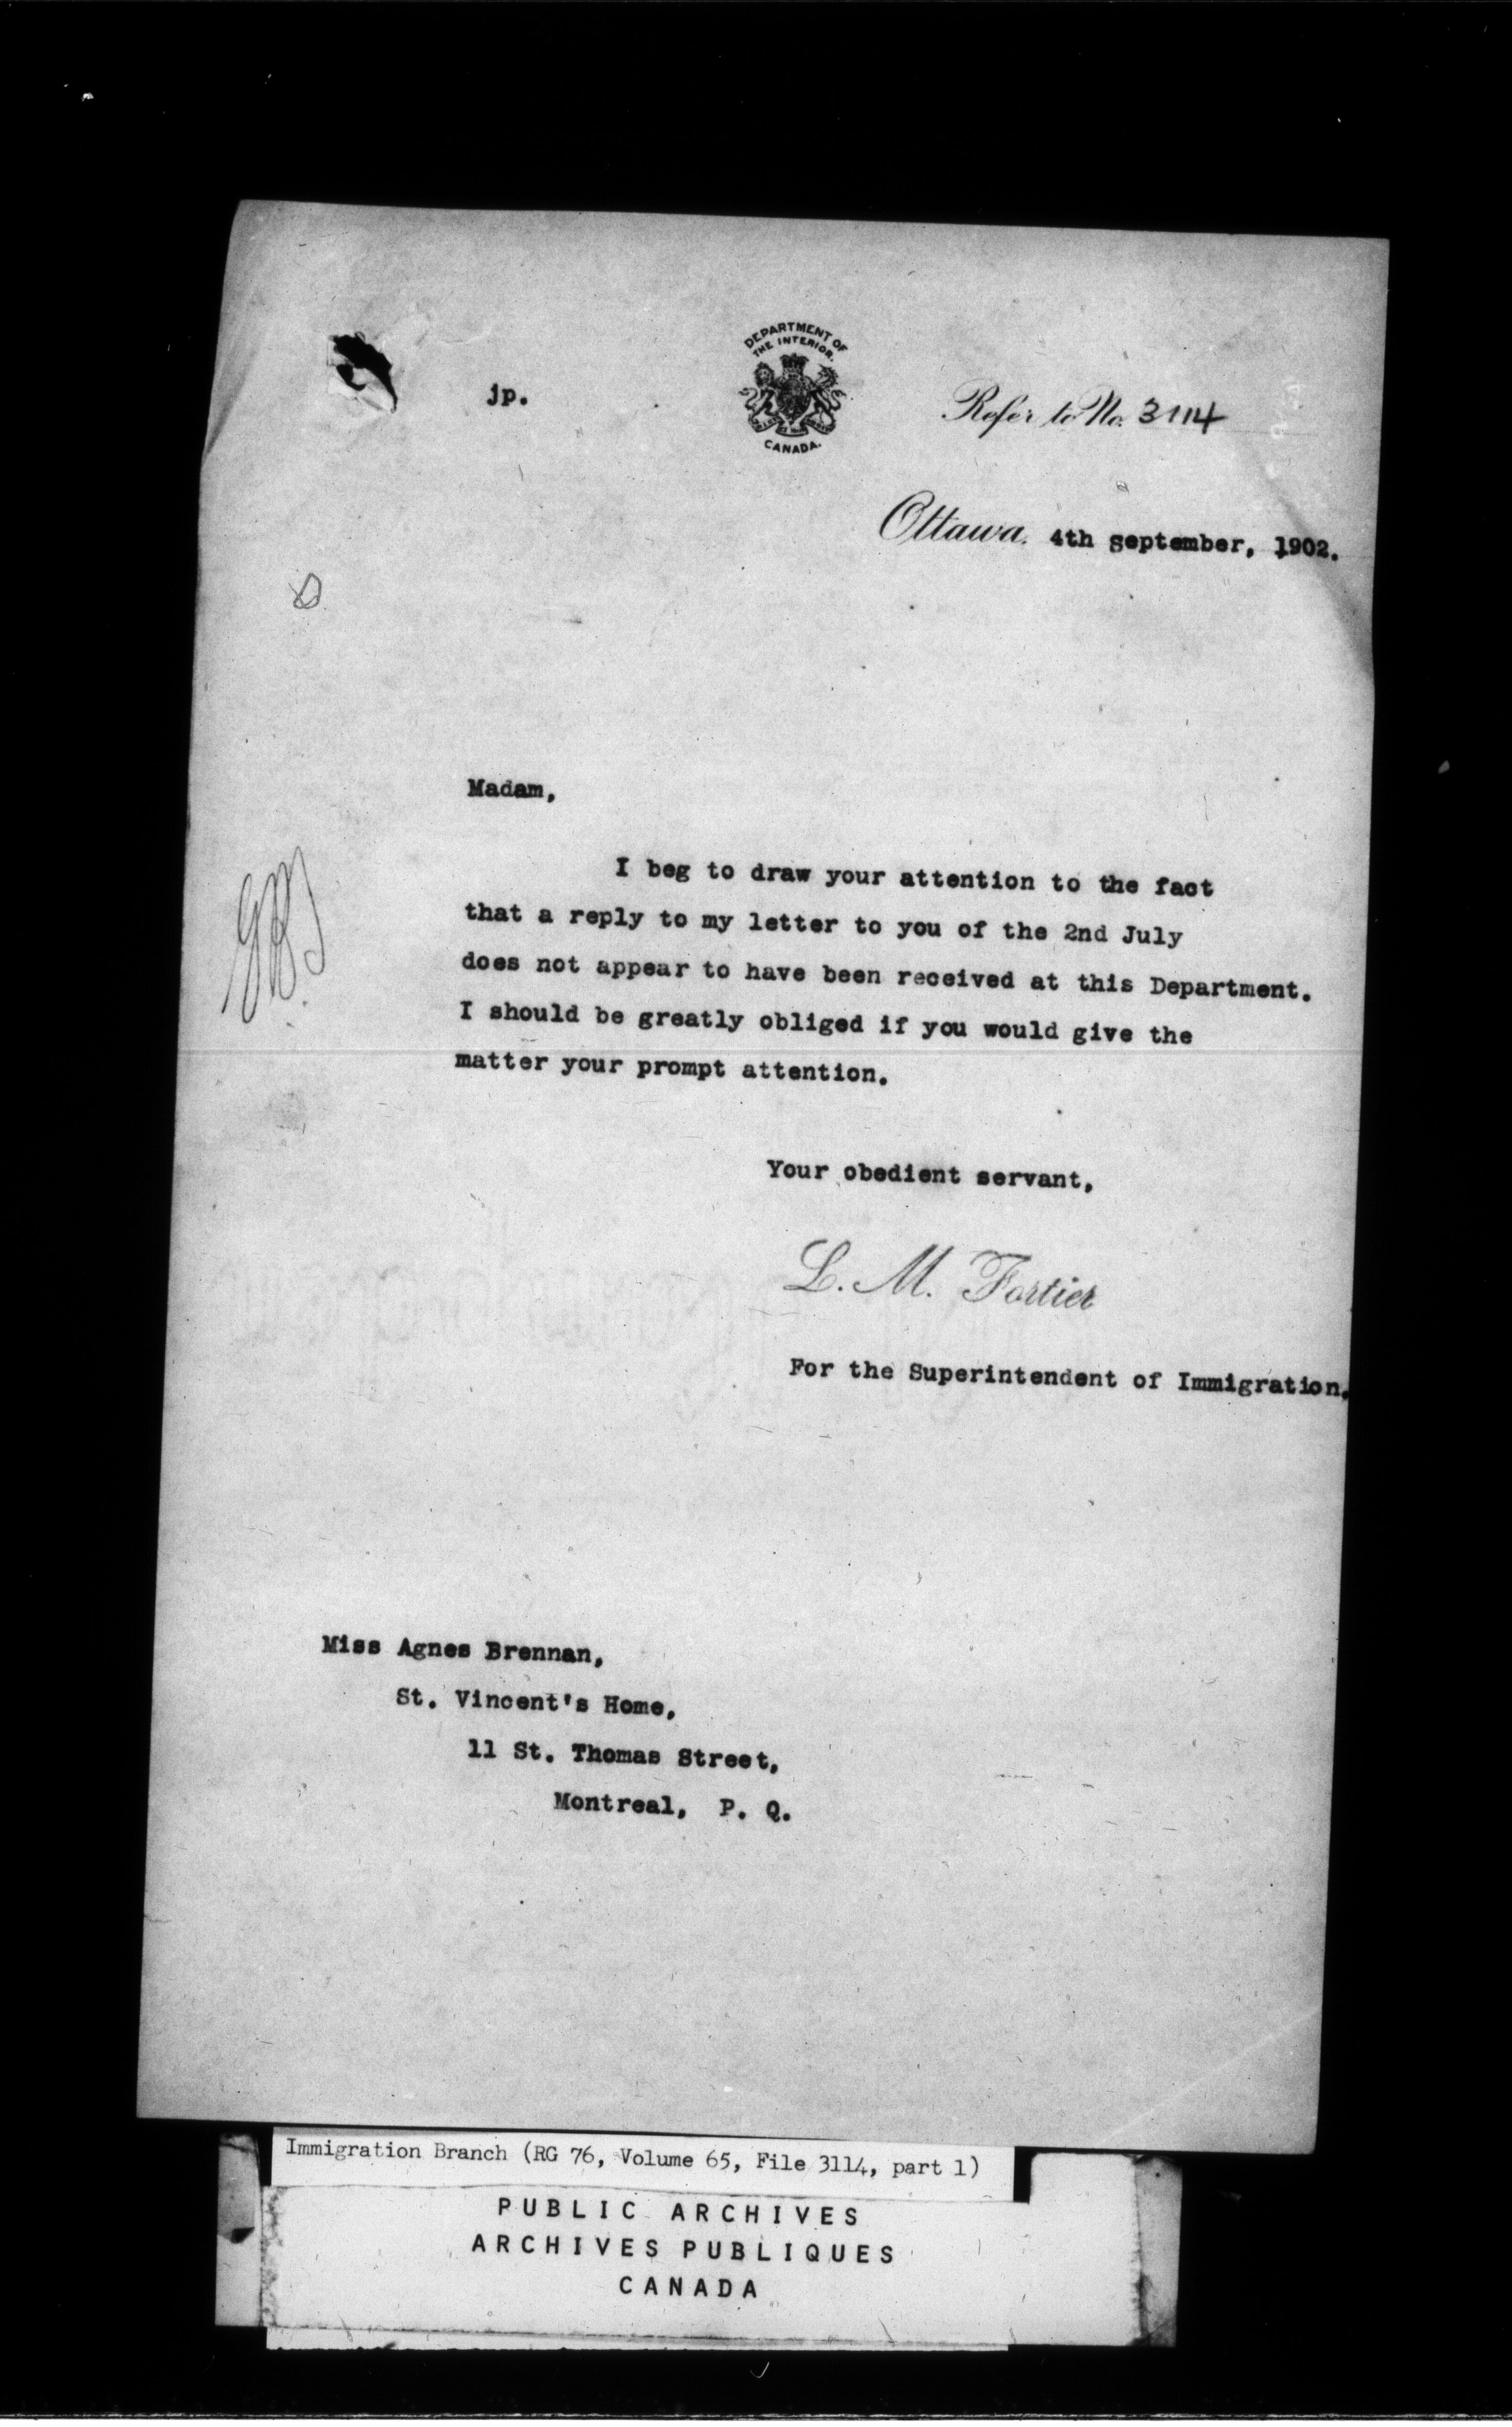 DEPARTMENT OF
THE INTERIOR.
CANADA.
jp.
Refer to No. 3114
Ottawa. 4th September, 1902.
Madam,
I beg to draw your attention to the fact
that a reply to my letter to you of the 2nd July
does not appear to have been received at this Department.
I should be greatly obliged if you would give the
matter your prompt attention.
Your obedient servant,
L. M. Fortier
For the Superintendent of Immigration.
Miss Agnes Brennan,
St. Vincent's Home,
11 St. Thomas Street,
Montreal, P. Q.
Immigration Branch (RG 76, Volume 65, File 3114, part 1)
PUBLIC ARCHIVES
ARCHIVES PUBLIQUES
CANADA